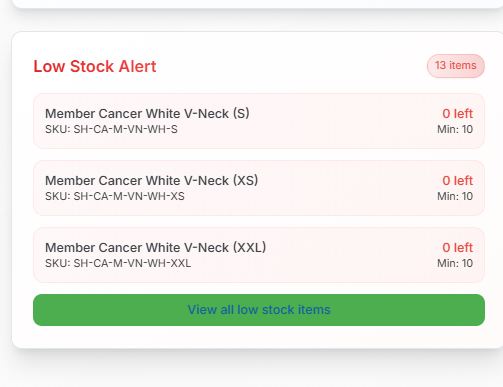 Low Stock Alert
13 items
Member Cancer White V-Neck (S)
0 left
SKU: SH-CA-M-VN-WH-S
Min: 10
Member Cancer White V-Neck (XS)
0 left
SKU: SH-CA-M-VN-WH-XS
Min: 10
Member Cancer White V-Neck (XXL)
0 left
SKU: SH-CA-M-VN-WH-XXL
Min: 10
View all low stock items